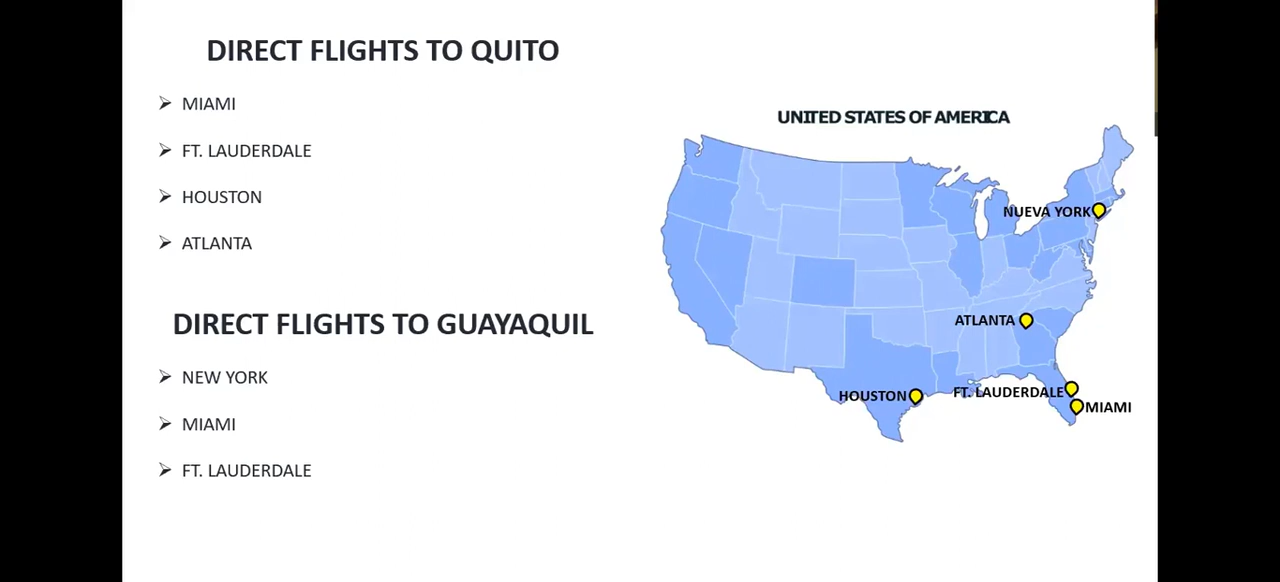 DIRECT FLIGHTS TO QUITO
MIAMI
FT. LAUDERDALE
HOUSTON
ATLANTA
DIRECT FLIGHTS TO GUAYAQUIL
NEW YORK
MIAMI
FT. LAUDERDALE
UNITED STATES OF AMERICA
NUEVA YORK
ATLANTA
HOUSTON
FT. LAUDERDALE
MIAMI